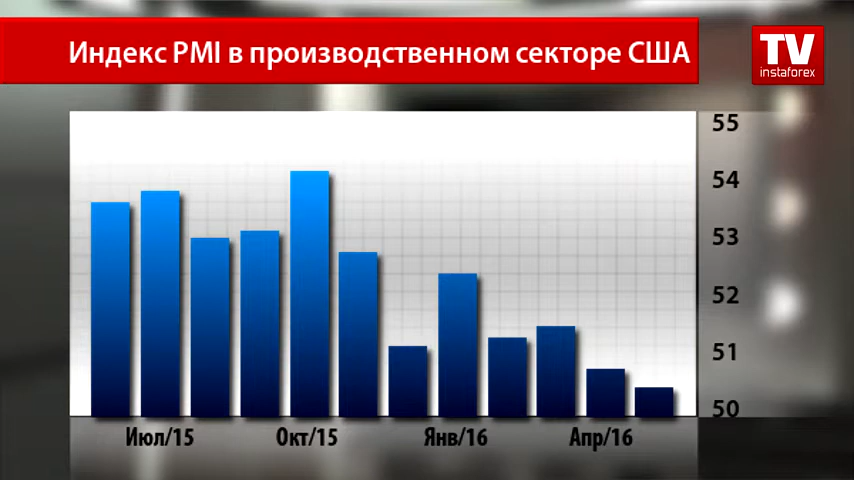 Индекс PMI в производственном секторе США
TV
instaforex
55
54
53
52
51
50
Июл/15
Окт/15
Янв/16
Апр/16